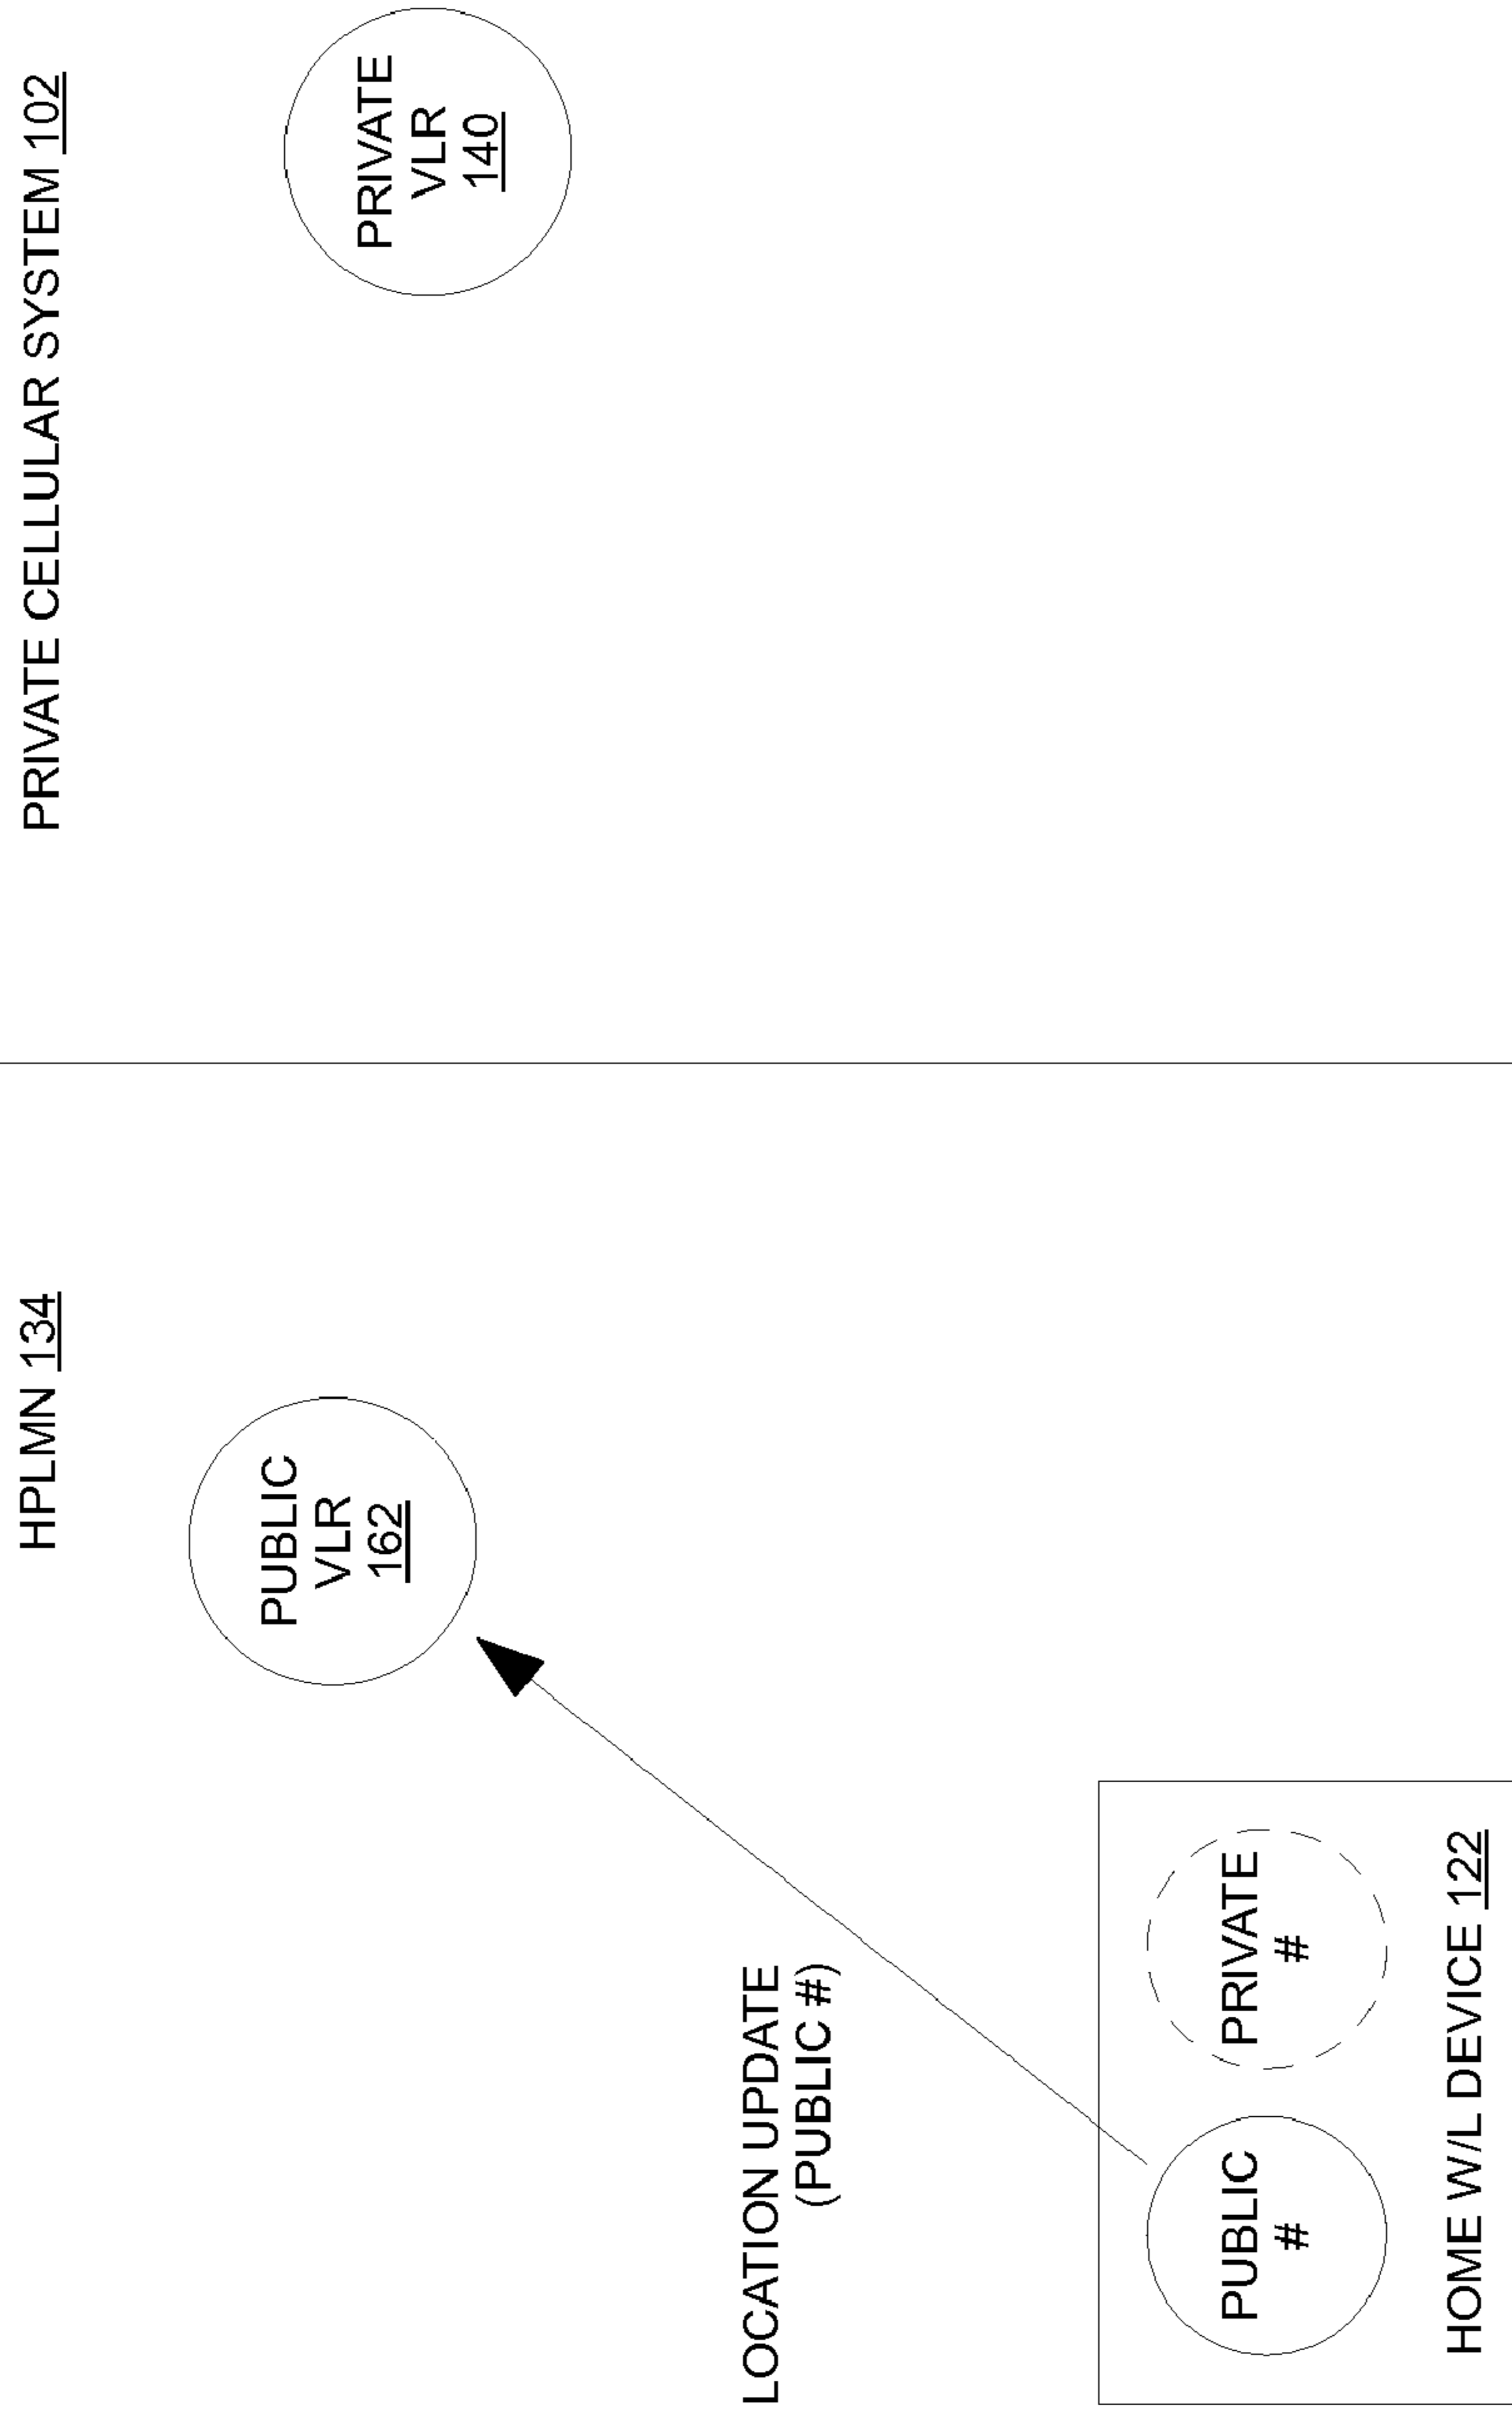 HPLMN 134
PRIVATE CELLULAR SYSTEM 102
PUBLIC
VLR
162
PRIVATE
VLR
140
LOCATION UPDATE
(PUBLIC #)
PUBLIC
#
PRIVATE
#
HOME W/L DEVICE 122